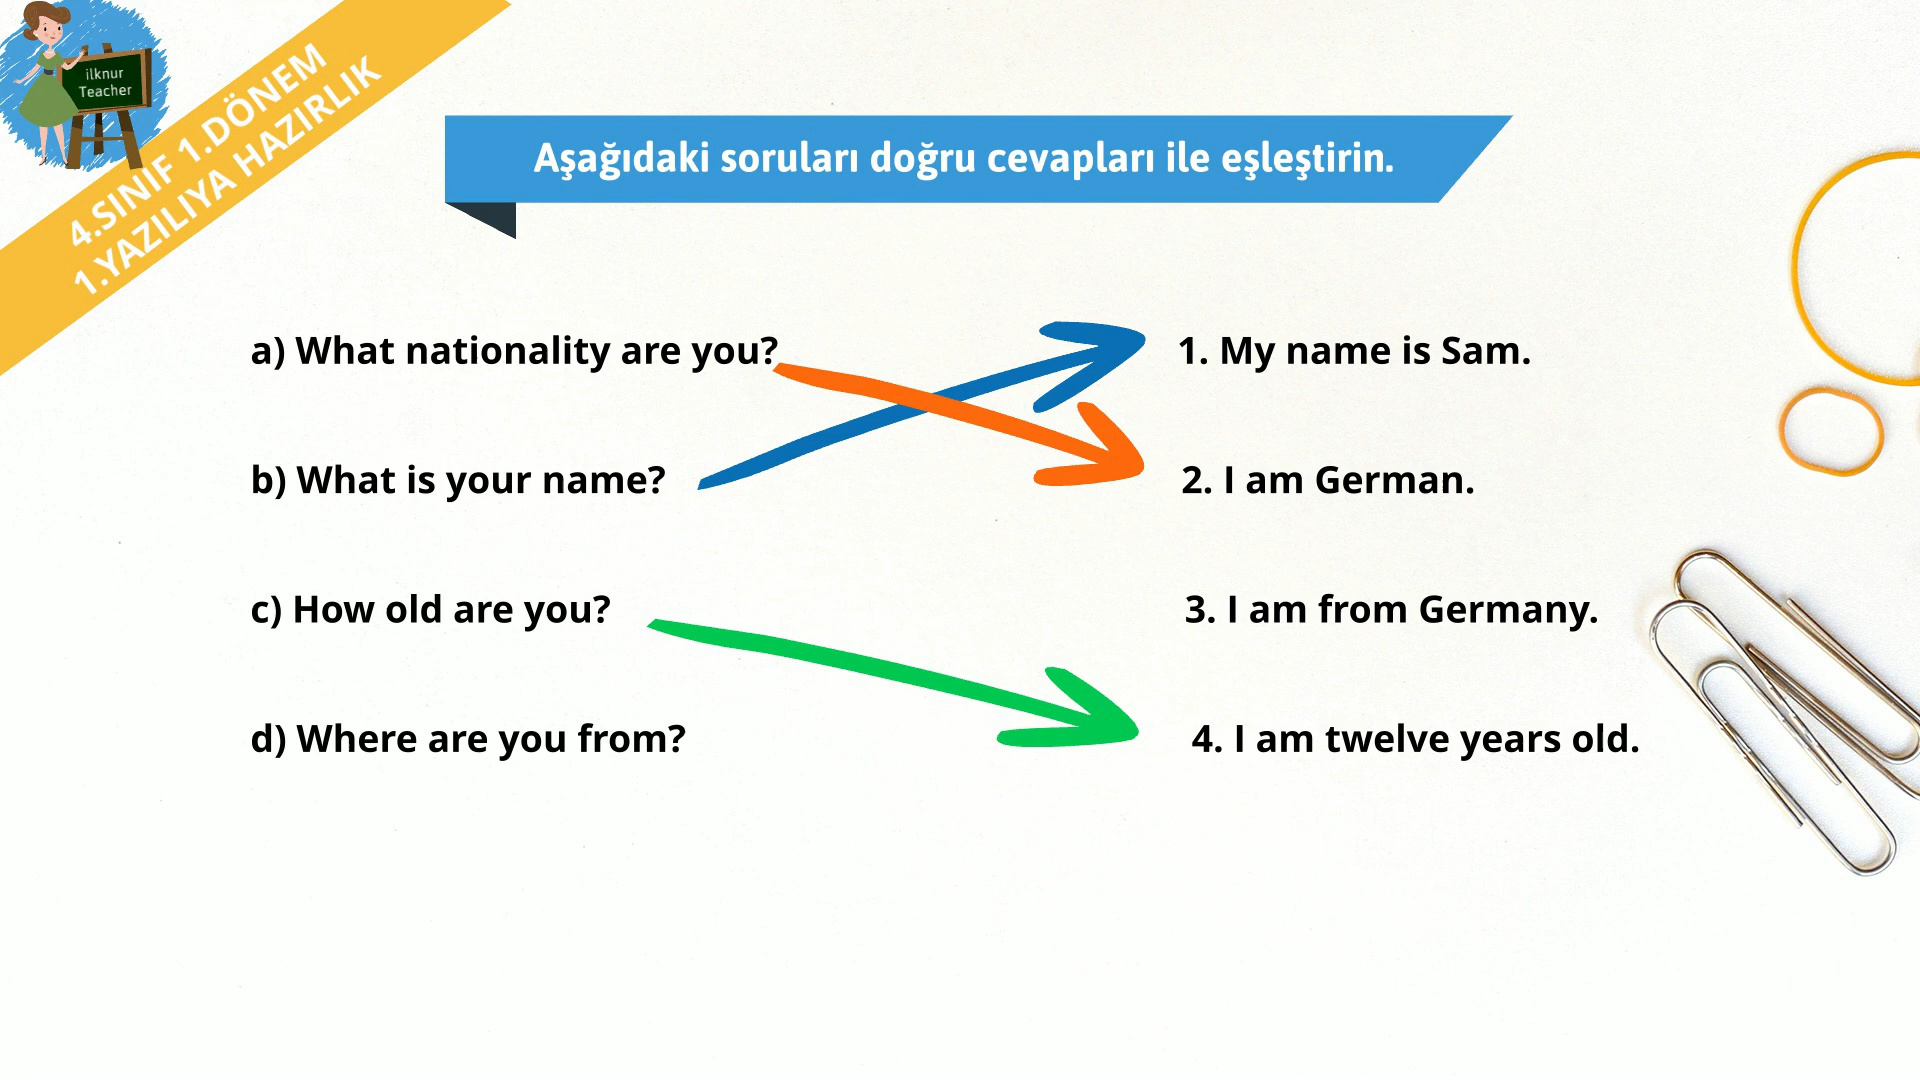 ilknur
Teacher
4.SINIF 1.DÖNEM
1.YAZILIYA HAZIRLIK
Aşağıdaki soruları doğru cevapları ile eşleştirin.
a) What nationality are you?
1. My name is Sam.
b) What is your name?
2. I am German.
c) How old are you?
3. I am from Germany.
d) Where are you from?
4. I am twelve years old.